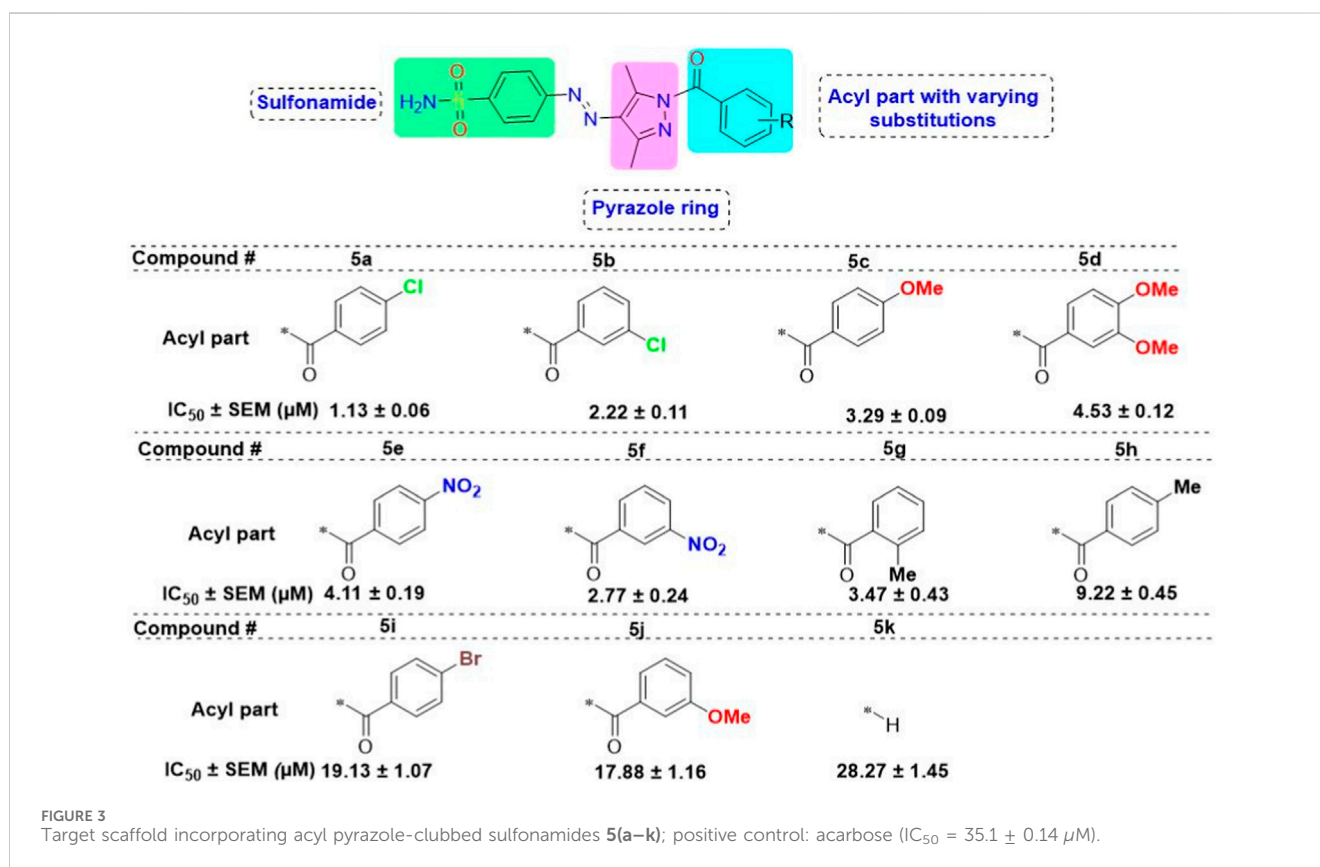 Sulfonamide
H₂N
S
O
O
N
N
N
N
O
R
Acyl part with varying
substitutions
Pyrazole ring
Compound # 5a 5b 5c 5d
Cl
Cl
OMe
OMe
OMe
Acyl part * * * *
O O O O
IC₅₀ ± SEM (µM) 1.13 ± 0.06 2.22 ± 0.11 3.29 ± 0.09 4.53 ± 0.12
Compound # 5e 5f 5g 5h
NO₂
NO₂
Me
Me
Acyl part * * * *
O O O O
IC₅₀ ± SEM (µM) 4.11 ± 0.19 2.77 ± 0.24 3.47 ± 0.43 9.22 ± 0.45
Compound # 5i 5j 5k
Br
OMe
Acyl part * * *H
O O
IC₅₀ ± SEM (µM) 19.13 ± 1.07 17.88 ± 1.16 28.27 ± 1.45
FIGURE 3
Target scaffold incorporating acyl pyrazole-clubbed sulfonamides 5(a–k); positive control: acarbose (IC₅₀ = 35.1 ± 0.14 µM).